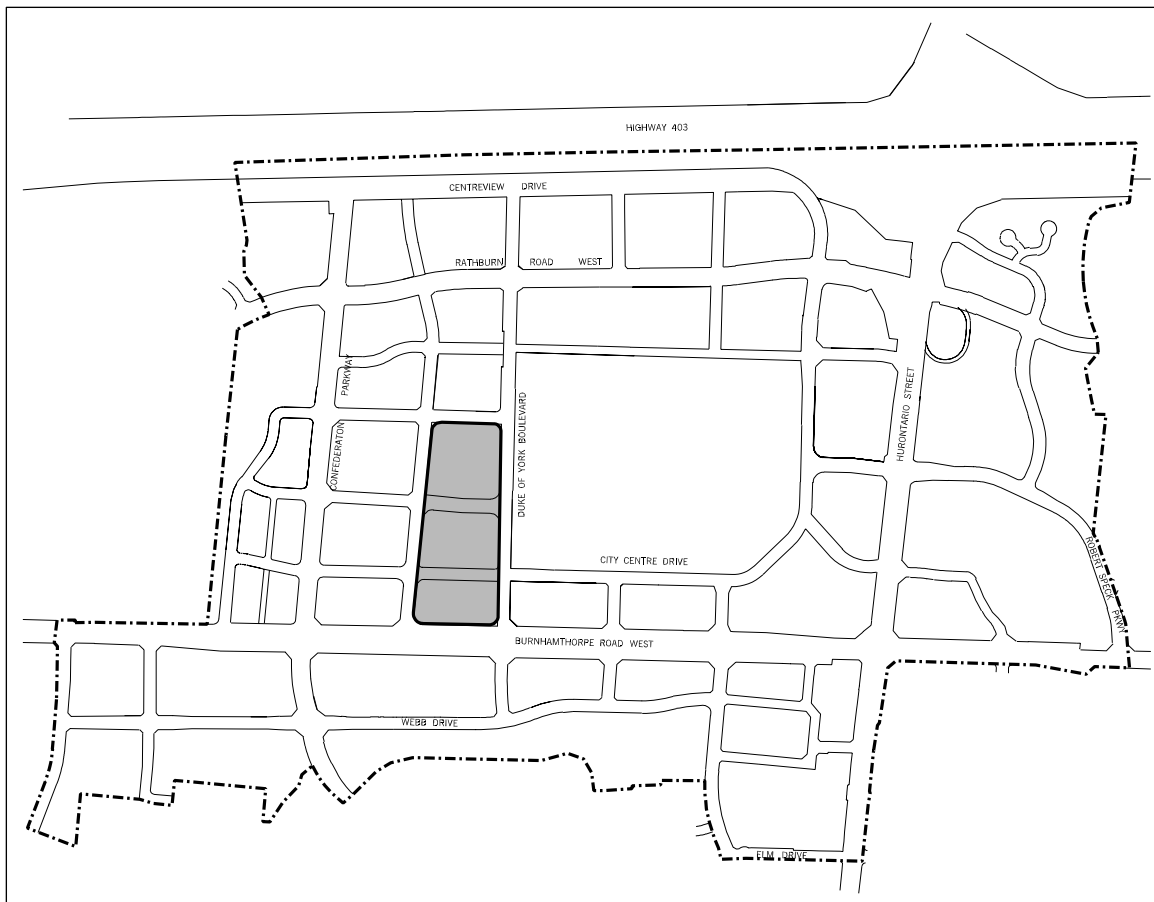 HIGHWAY 403
CENTREVIEW DRIVE
RATHBURN ROAD WEST
PARKWAY
CONFEDERATON
DUKE OF YORK BOULEVARD
HURONTARIO STREET
CITY CENTRE DRIVE
ROBERT SPECK PKWY
BURNHAMTHORPE ROAD WEST
WEBB DRIVE
ELM DRIVE